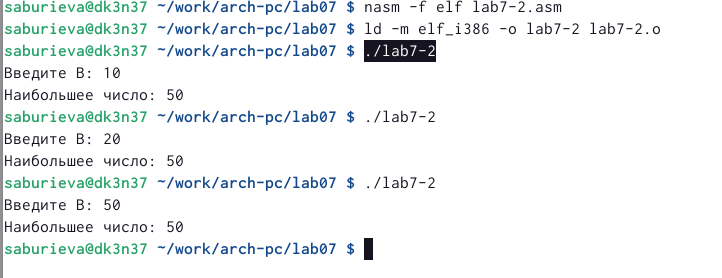 saburieva@dk3n37 ~/work/arch-pc/lab07 $ nasm -f elf lab7-2.asm
saburieva@dk3n37 ~/work/arch-pc/lab07 $ ld -m elf_i386 -o lab7-2 lab7-2.o
saburieva@dk3n37 ~/work/arch-pc/lab07 $ ./lab7-2
Введите В: 10
Наибольшее число: 50
saburieva@dk3n37 ~/work/arch-pc/lab07 $ ./lab7-2
Введите В: 20
Наибольшее число: 50
saburieva@dk3n37 ~/work/arch-pc/lab07 $ ./lab7-2
Введите В: 50
Наибольшее число: 50
saburieva@dk3n37 ~/work/arch-pc/lab07 $